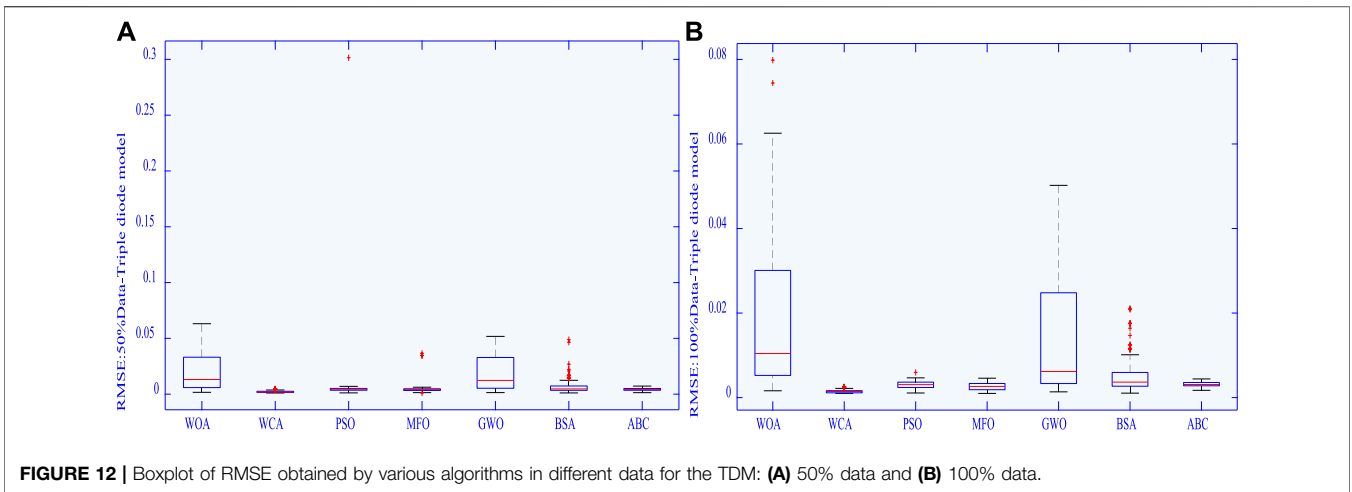 A
RMSE:50%Data-Triple diode model
0.3
0.25
0.2
0.15
0.1
0.05
0
WOA WCA PSO MFO GWO BSA ABC
B
RMSE:100%Data-Triple diode model
0.08
0.06
0.04
0.02
0
WOA WCA PSO MFO GWO BSA ABC
FIGURE 12 | Boxplot of RMSE obtained by various algorithms in different data for the TDM: (A) 50% data and (B) 100% data.